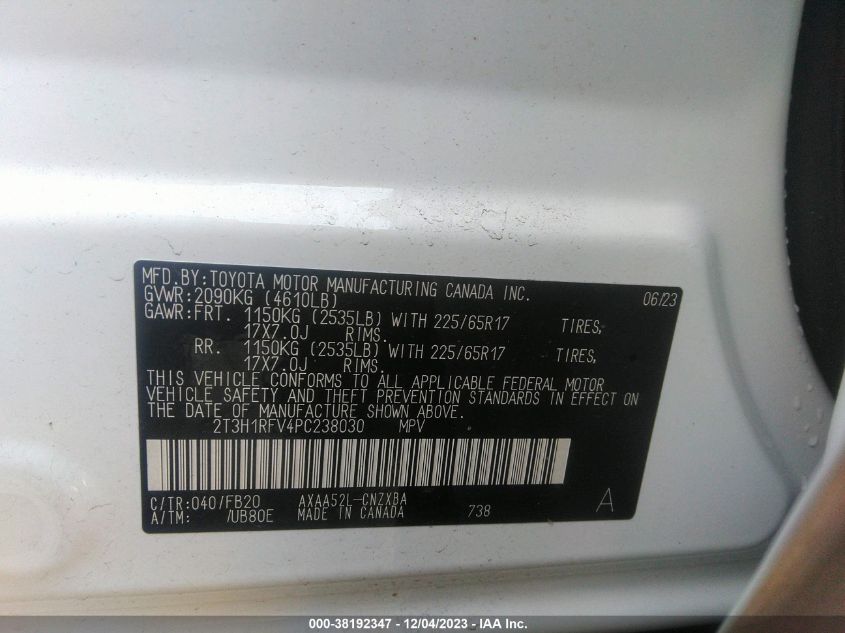 MFD.BY:TOYOTA MOTOR MANUFACTURING CANADA INC. 06/23
GVWR:2090KG (4610LB)
GAWR:FRT. 1150KG (2535LB) WITH 225/65R17 TIRES,
17X7.0J RIMS.
RR. 1150KG (2535LB) WITH 225/65R17 TIRES,
17X7.0J RIMS.
THIS VEHICLE CONFORMS TO ALL APPLICABLE FEDERAL MOTOR
VEHICLE SAFETY AND THEFT PREVENTION STANDARDS IN EFFECT ON
THE DATE OF MANUFACTURE SHOWN ABOVE.
2T3H1RFV4PC238030 MPV
C/TR:040/FB20 AXAA52L-CNZXBA
A/TM: /UB80E MADE IN CANADA 738 A
000-38192347 - 12/04/2023 - IAA Inc.